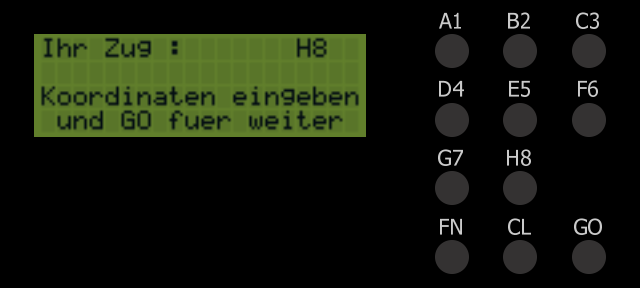 Ihr Zug : H8
Koordinaten eingeben
und GO fuer weiter
A1 B2 C3
D4 E5 F6
G7 H8
FN CL GO